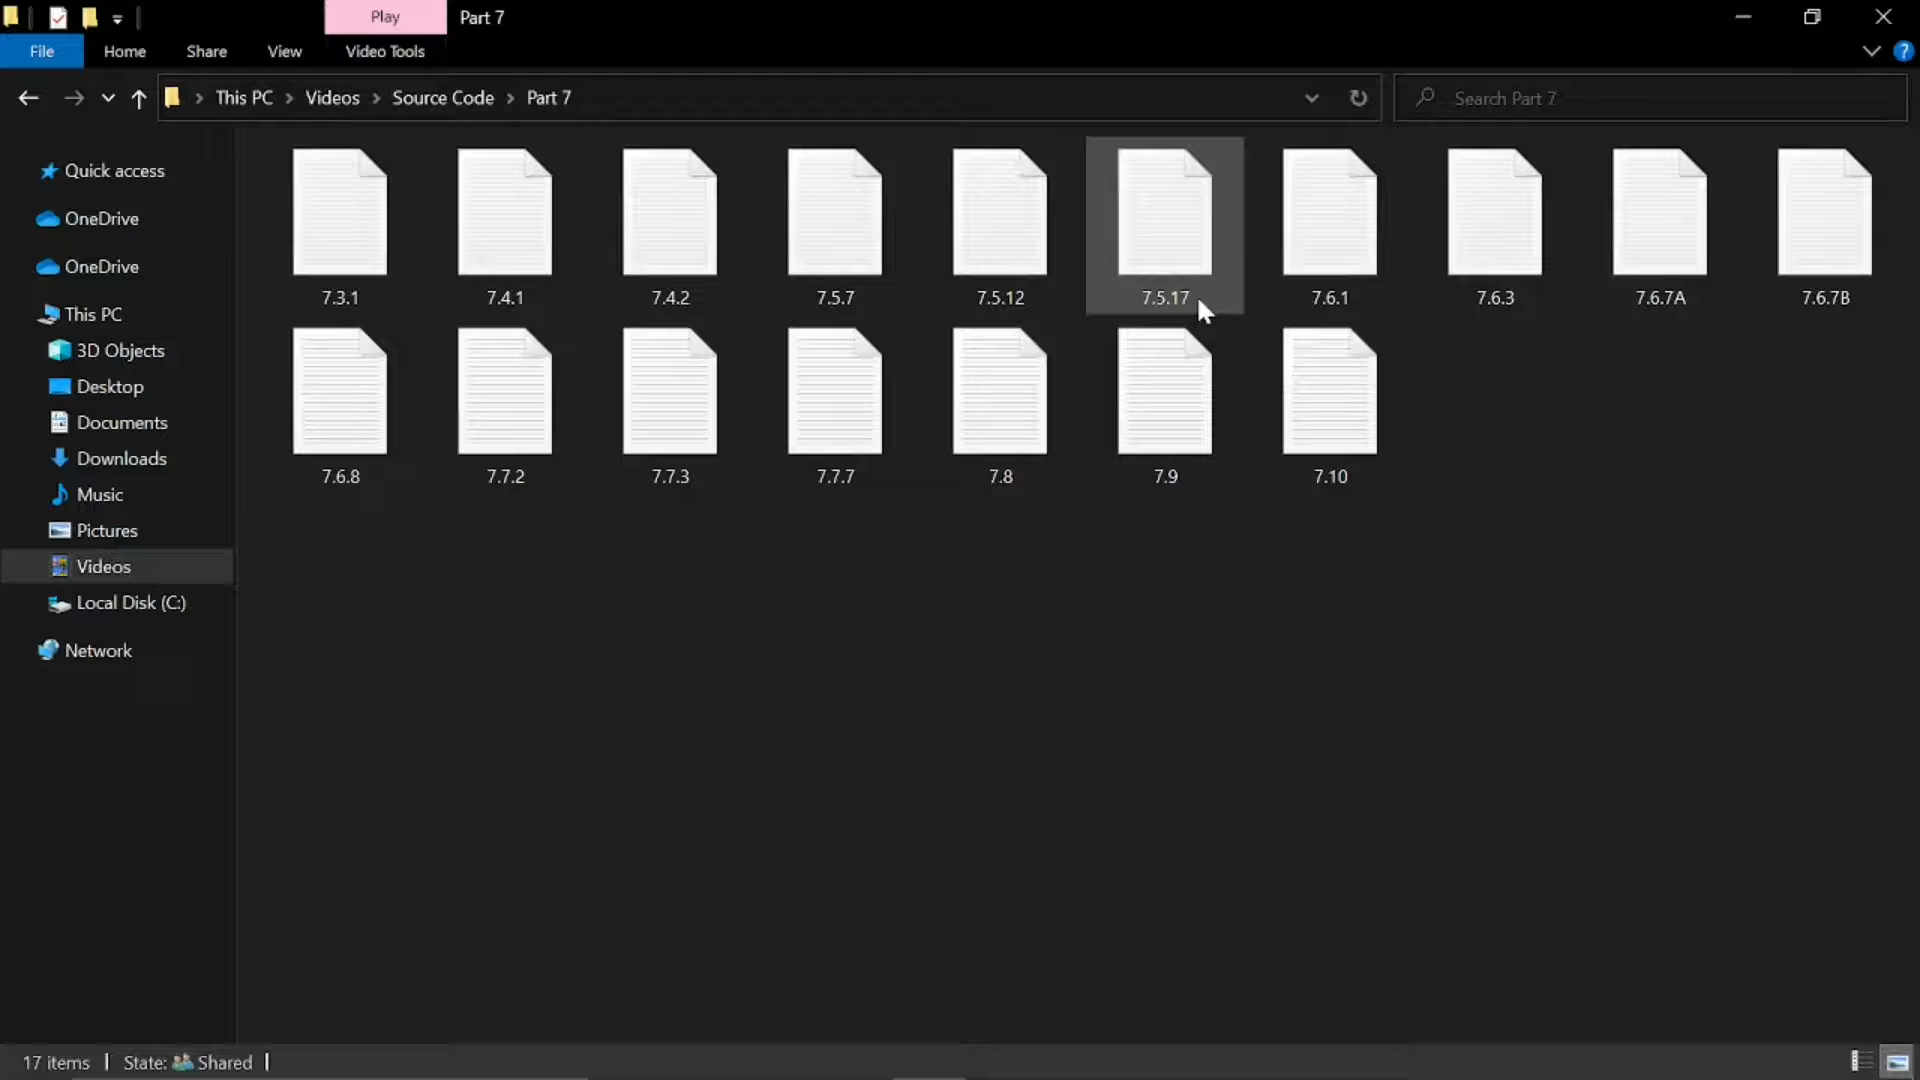 Play Part 7
File Home Share View Video Tools ?
This PC Videos Source Code Part 7 Search Part 7
Quick access
OneDrive
OneDrive
This PC
3D Objects
Desktop
Documents
Downloads
Music
Pictures
Videos
Local Disk (C:)
Network
7.3.1 7.4.1 7.4.2 7.5.7 7.5.12 7.5.17 7.6.1 7.6.3 7.6.7A 7.6.7B
7.6.8 7.7.2 7.7.3 7.7.7 7.8 7.9 7.10
17 items State: Shared